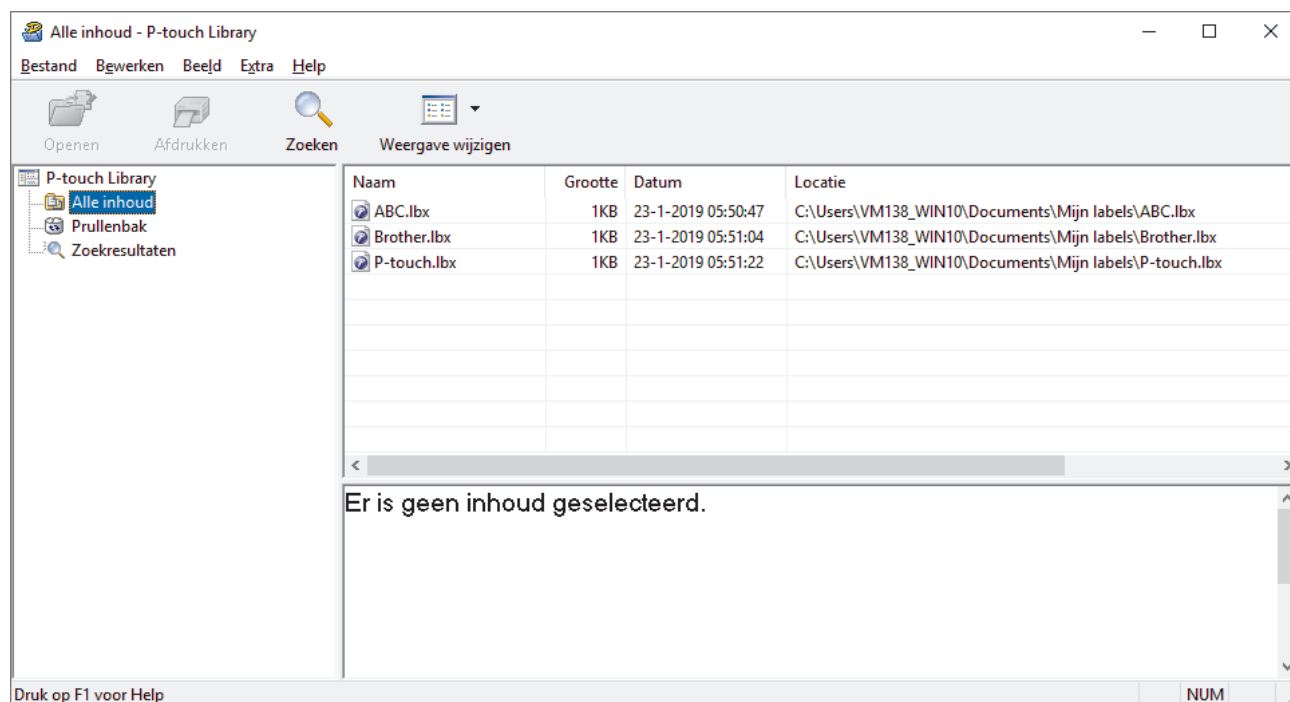 Alle inhoud - P-touch Library
Bestand Bewerken Beeld Extra Help
Openen Afdrukken Zoeken Weergave wijzigen
P-touch Library
Alle inhoud
Prullenbak
Zoekresultaten
Naam Grootte Datum Locatie
ABC.lbx 1KB 23-1-2019 05:50:47 C:\Users\VM138_WIN10\Documents\Mijn labels\ABC.lbx
Brother.lbx 1KB 23-1-2019 05:51:04 C:\Users\VM138_WIN10\Documents\Mijn labels\Brother.lbx
P-touch.lbx 1KB 23-1-2019 05:51:22 C:\Users\VM138_WIN10\Documents\Mijn labels\P-touch.lbx
Er is geen inhoud geselecteerd.
Druk op F1 voor Help NUM